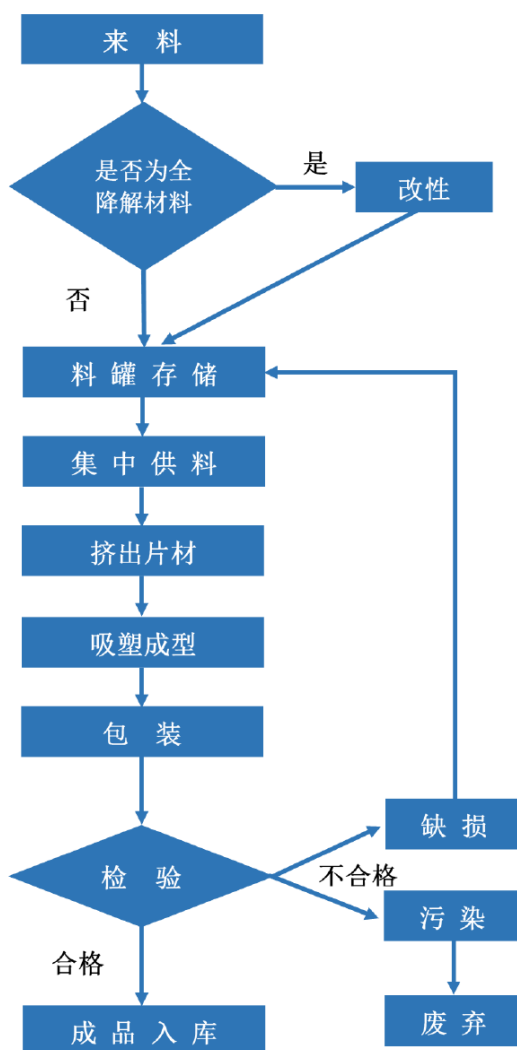 来 料
是否为全
降解材料
是
改性
否
料 罐 存 储
集 中 供 料
挤出片材
吸塑成型
包 装
检 验
不合格
缺 损
污 染
合格
成 品 入 库
废 弃